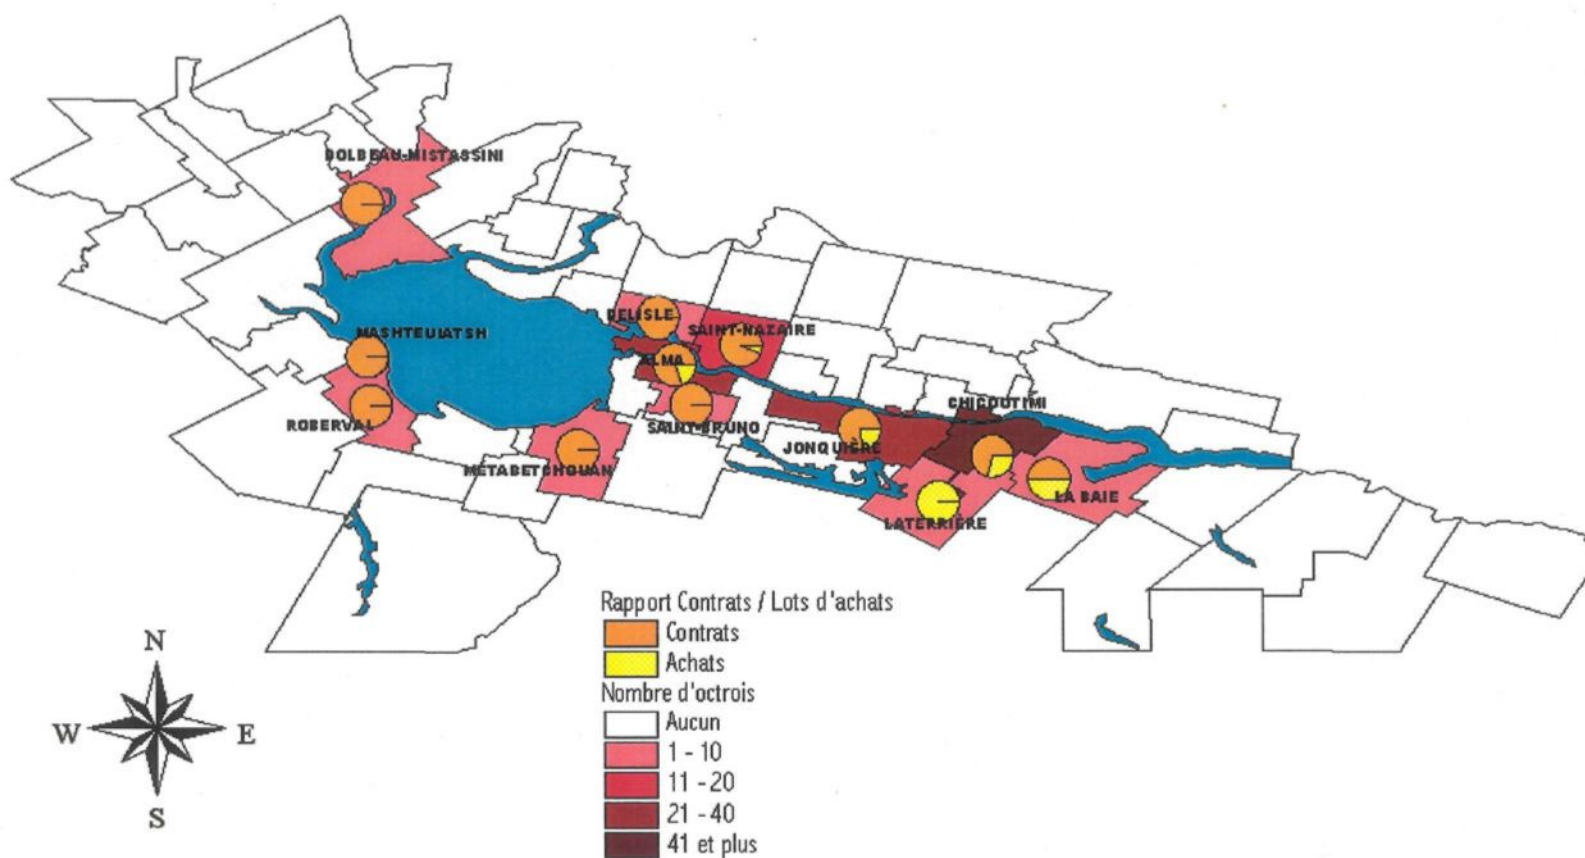 DOLBEAU-MISTASSINI
DELISLE
SAINT-NAZAIRE
MASHTEUIATSH
ALMA
CHICOUTIMI
ROBERVAL
SAINT-BRUNO
JONQUIÈRE
MÉTABETCHOUAN
LA BAIE
LATERRIÈRE
Rapport Contrats / Lots d'achats
Contrats
Achats
Nombre d'octrois
Aucun
1 - 10
11 - 20
21 - 40
41 et plus
N
W E
S